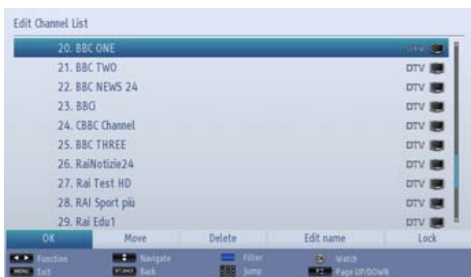 Edit Channel List
20. BBC ONE DTV
21. BBC TWO DTV
22. BBC NEWS 24 DTV
23. BBCi DTV
24. CBBC Channel DTV
25. BBC THREE DTV
26. RaiNotizie24 DTV
27. Rai Test HD DTV
28. RAI Sport più DTV
29. Rai Edu1 DTV
OK Move Delete Edit name Lock
Function Navigate Filter Watch
MENU Exit Back Jump Page UP/DOWN